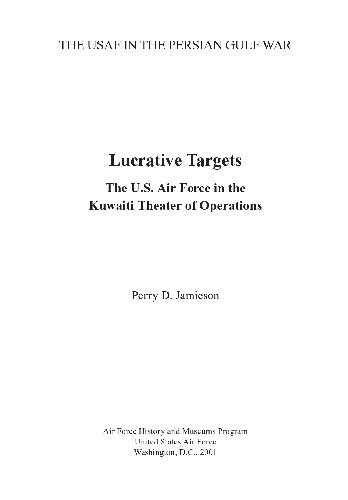 THE USAF IN THE PERSIAN GULF WAR
Lucrative Targets
The U.S. Air Force in the
Kuwaiti Theater of Operations
Perry D. Jamieson
Air Force History and Museums Program
United States Air Force
Washington, D.C., 2001